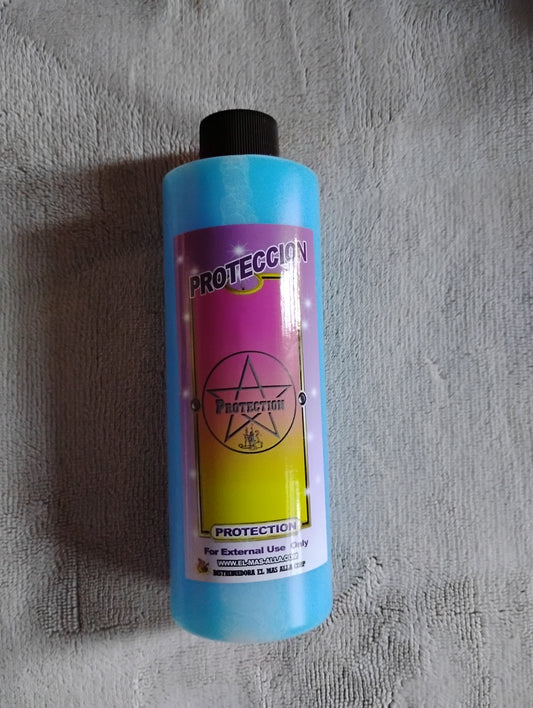 PROTECCION
PROTECTION
PROTECTION
For External Use Only
WWW.EL-MAS-ALLA.COM
DISTRIBUIDORA EL MAS ALLA CORP